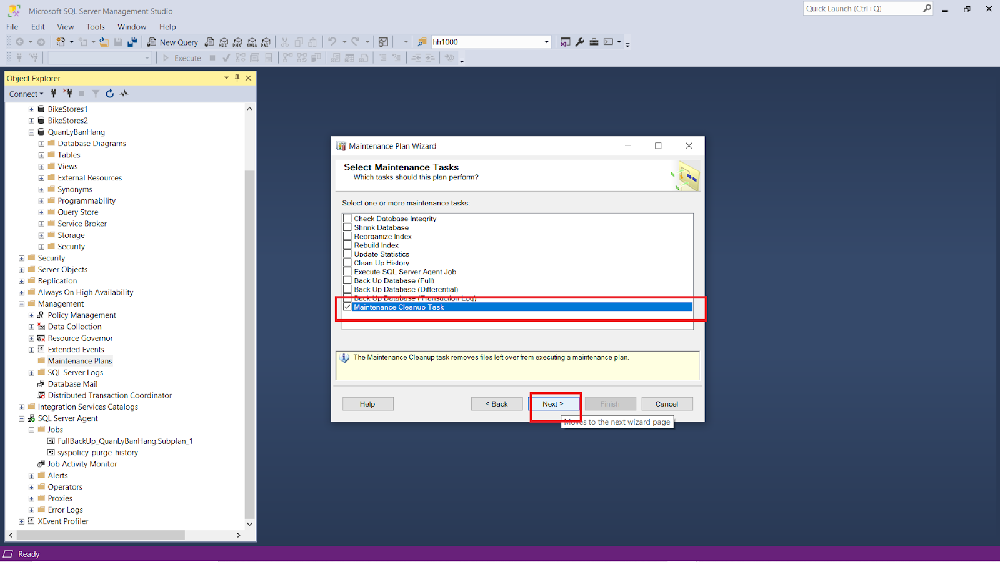 Microsoft SQL Server Management Studio
Quick Launch (Ctrl+Q)
File Edit View Tools Window Help
New Query MDX DMX XMLA DAX hh1000
Execute
Object Explorer
Connect
BikeStores1
BikeStores2
QuanLyBanHang
Database Diagrams
Tables
Views
External Resources
Synonyms
Programmability
Query Store
Service Broker
Storage
Security
Security
Server Objects
Replication
Always On High Availability
Management
Policy Management
Data Collection
Resource Governor
Extended Events
Maintenance Plans
SQL Server Logs
Database Mail
Distributed Transaction Coordinator
Integration Services Catalogs
SQL Server Agent
Jobs
FullBackUp_QuanLyBanHang.Subplan_1
syspolicy_purge_history
Job Activity Monitor
Alerts
Operators
Proxies
Error Logs
XEvent Profiler
Maintenance Plan Wizard
Select Maintenance Tasks
Which tasks should this plan perform?
Select one or more maintenance tasks:
Check Database Integrity
Shrink Database
Reorganize Index
Rebuild Index
Update Statistics
Clean Up History
Execute SQL Server Agent Job
Back Up Database (Full)
Back Up Database (Differential)
Back Up Database (Transaction Log)
Maintenance Cleanup Task
The Maintenance Cleanup task removes files left over from executing a maintenance plan.
Help < Back Next > Finish Cancel
Moves to the next wizard page
Ready